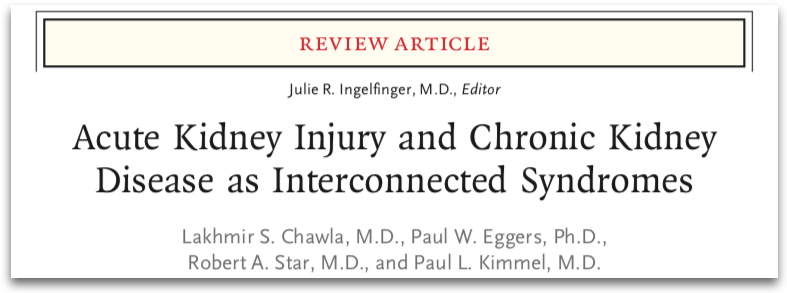 REVIEW ARTICLE
Julie R. Ingelfinger, M.D., Editor
Acute Kidney Injury and Chronic Kidney
Disease as Interconnected Syndromes
Lakhmir S. Chawla, M.D., Paul W. Eggers, Ph.D.,
Robert A. Star, M.D., and Paul L. Kimmel, M.D.